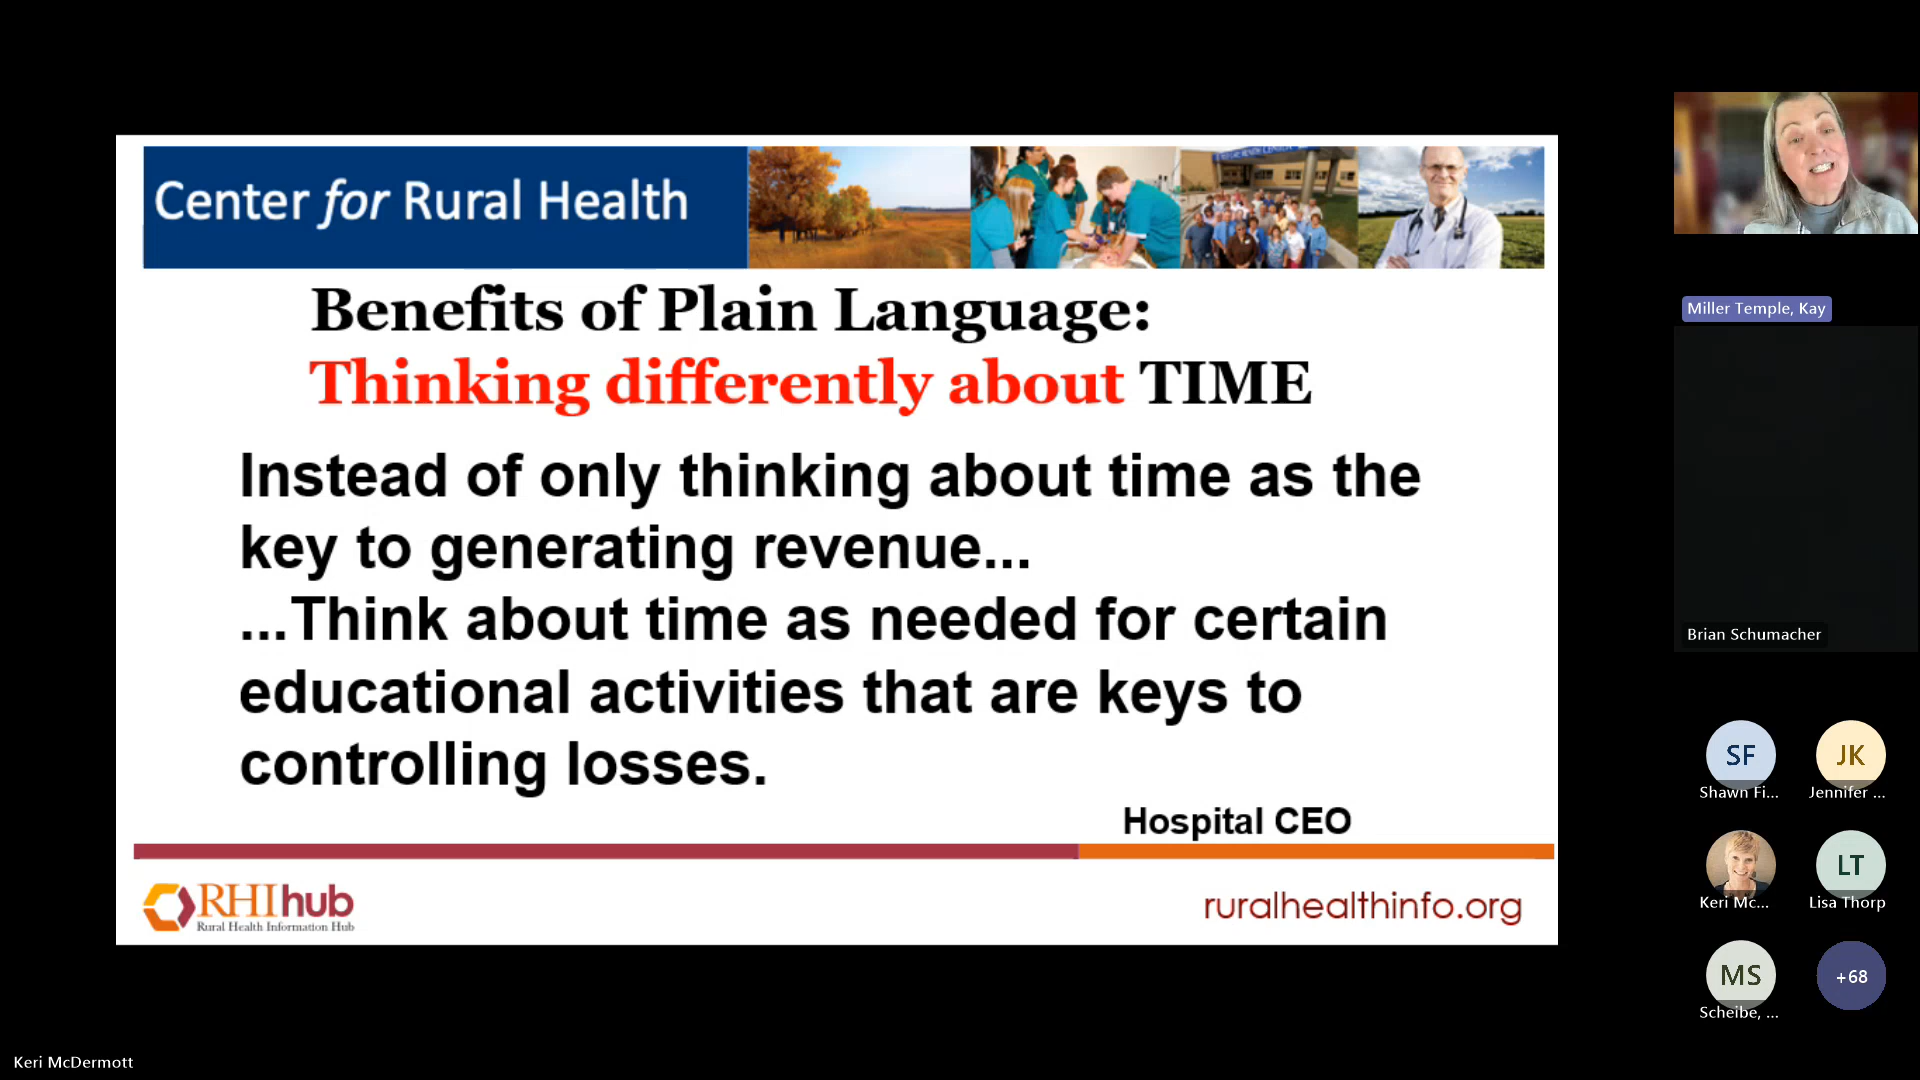 Center for Rural Health
Benefits of Plain Language:
Thinking differently about TIME
Instead of only thinking about time as the
key to generating revenue...
...Think about time as needed for certain
educational activities that are keys to
controlling losses.
Hospital CEO
RHIhub
Rural Health Information Hub
ruralhealthinfo.org
Miller Temple, Kay
Brian Schumacher
SF
JK
Shawn Fi...
Jennifer ...
LT
Keri Mc...
Lisa Thorp
MS
+68
Scheibe, ...
Keri McDermott